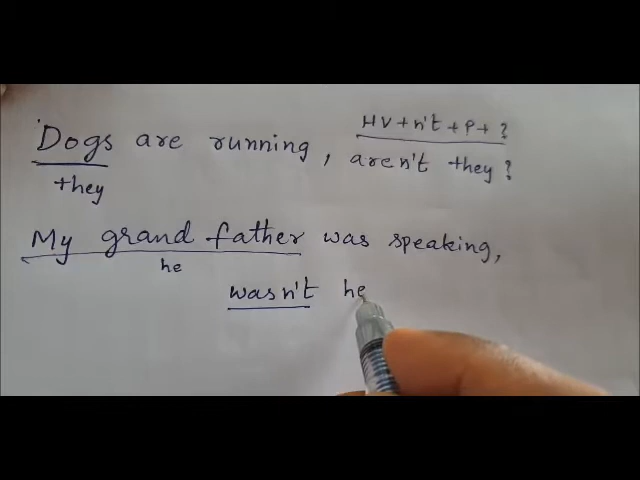 HV + n't + P + ?
Dogs are running, aren't they?
they
My grand father was speaking,
he
wasn't he